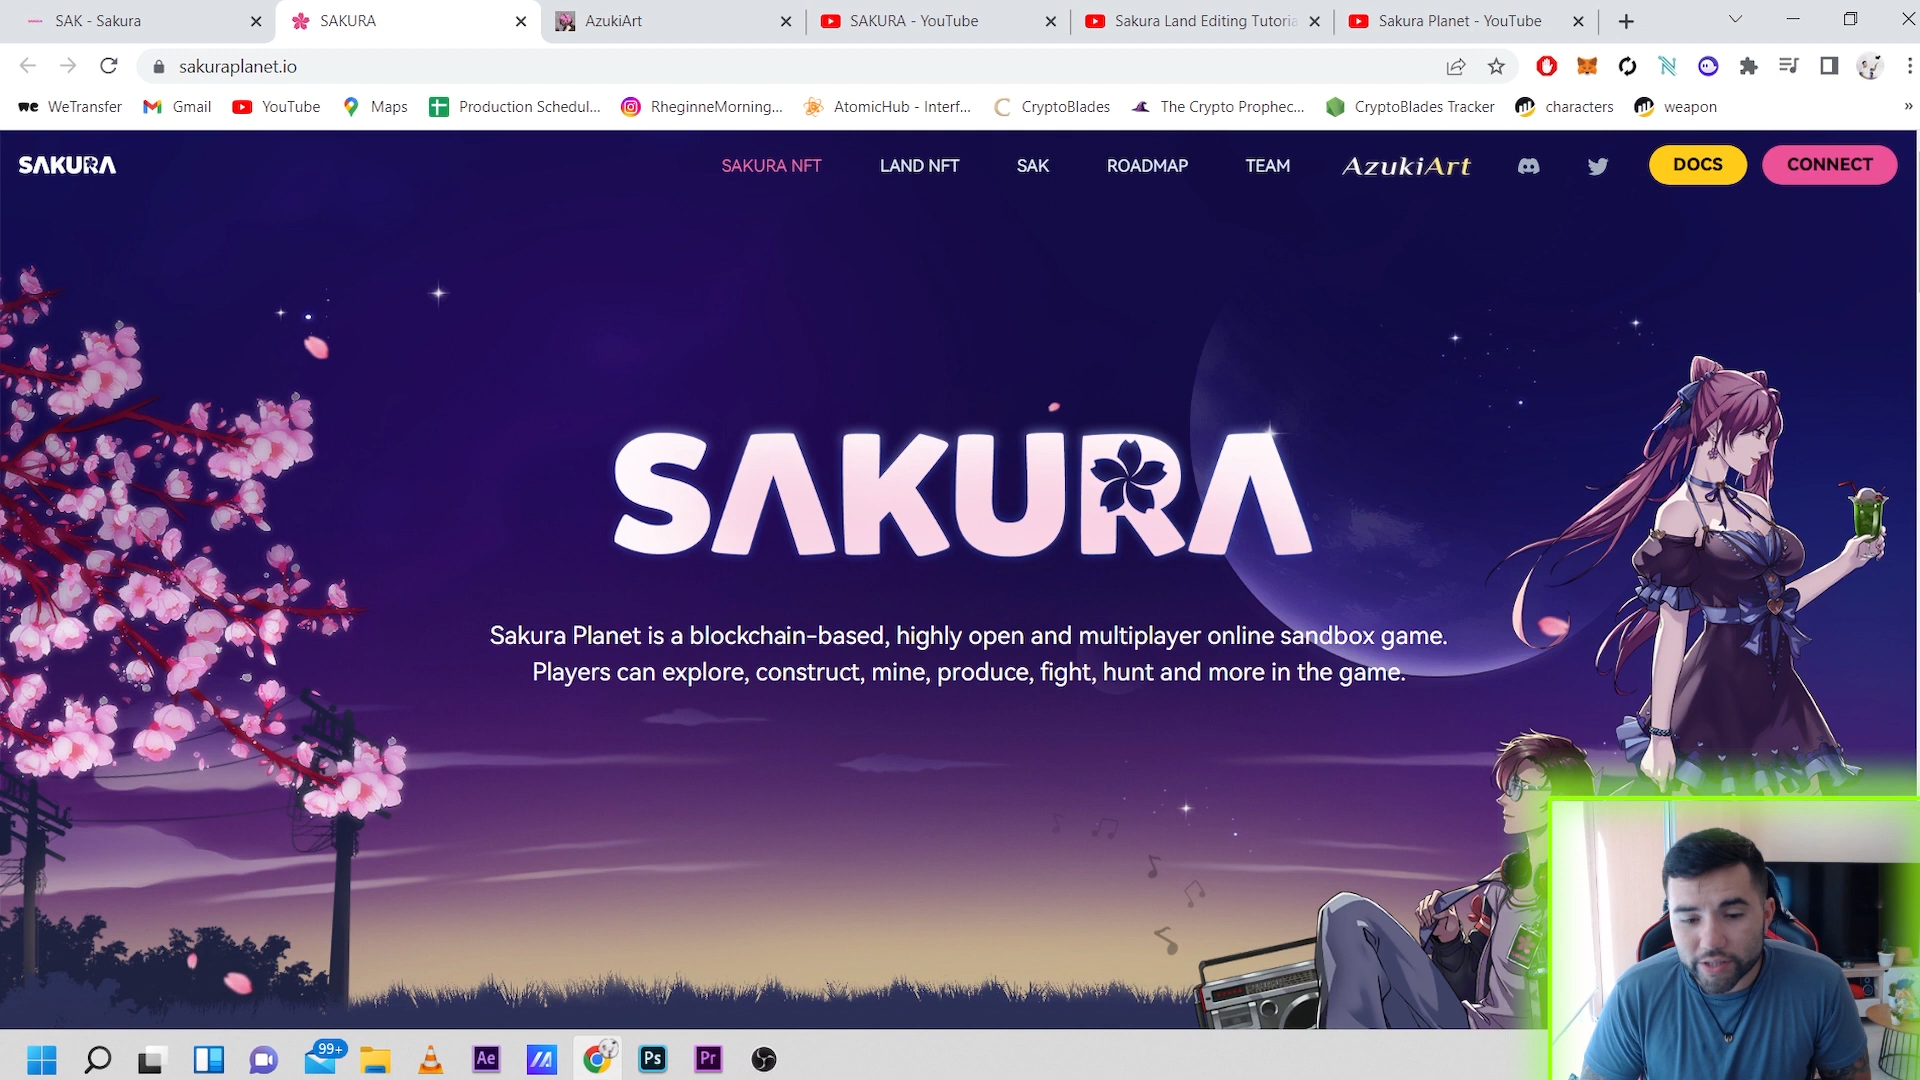 SAK - Sakura
SAKURA
AzukiArt
SAKURA - YouTube
Sakura Land Editing Tutoria
Sakura Planet - YouTube
sakuraplanet.io
we WeTransfer
Gmail
YouTube
Maps
Production Schedul...
RheginneMorning...
AtomicHub - Interf...
CryptoBlades
The Crypto Prophec...
CryptoBlades Tracker
characters
weapon
»
SAKURA
SAKURA NFT
LAND NFT
SAK
ROADMAP
TEAM
AzukiArt
DOCS
CONNECT
SAKURA
Sakura Planet is a blockchain-based, highly open and multiplayer online sandbox game.
Players can explore, construct, mine, produce, fight, hunt and more in the game.
99+
Ae
Ps
Pr